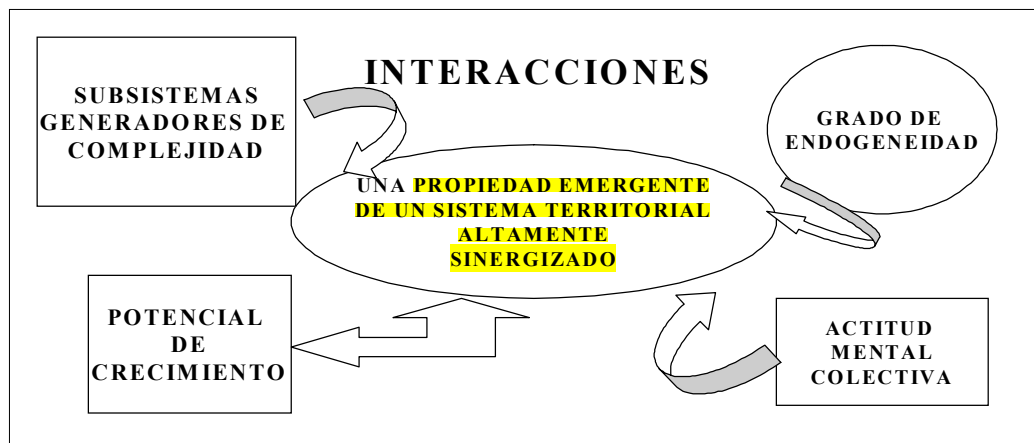 INTERACCIONES
SUBSISTEMAS
GENERADORES DE
COMPLEJIDAD
GRADO DE
ENDOGENEIDAD
UNA PROPIEDAD EMERGENTE
DE UN SISTEMA TERRITORIAL
ALTAMENTE
SINERGIZADO
POTENCIAL
DE
CRECIMIENTO
ACTITUD
MENTAL
COLECTIVA